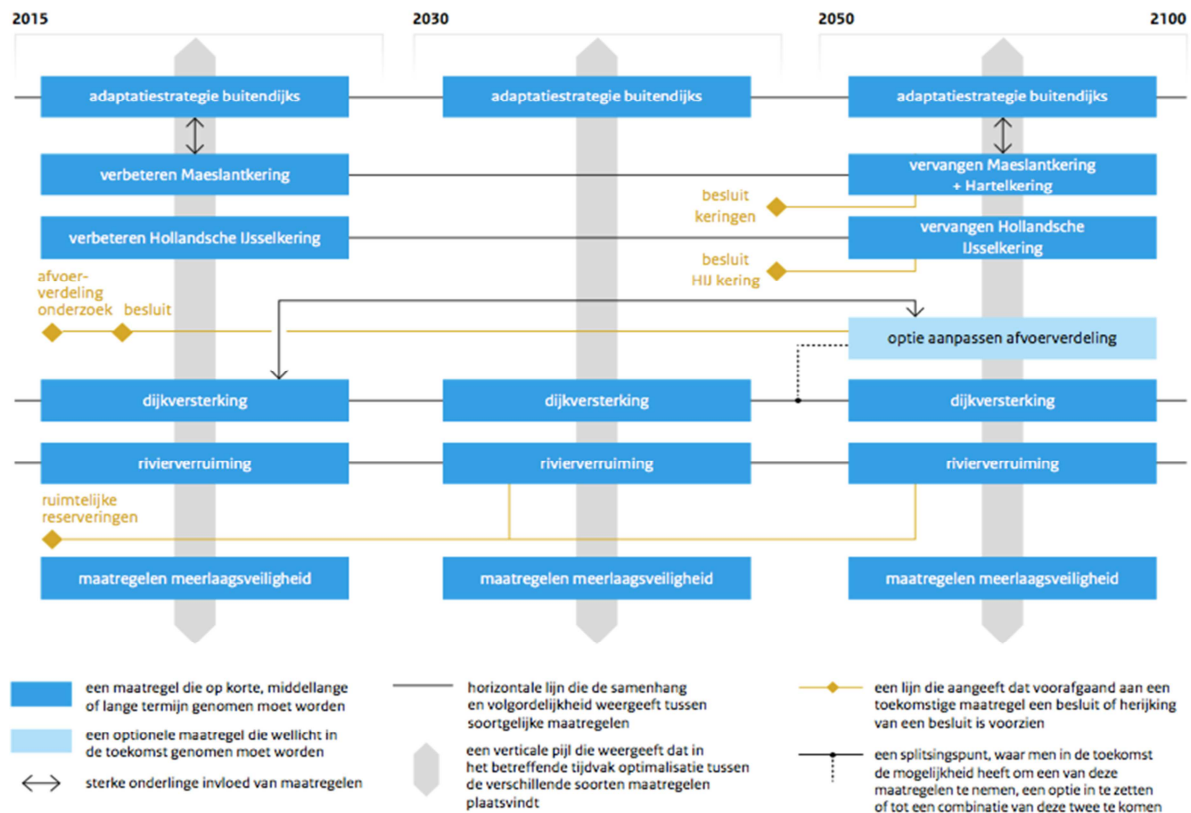 2015
2030
2050
2100
adaptatiestrategie buitendijks
adaptatiestrategie buitendijks
adaptatiestrategie buitendijks
verbeteren Maeslantkering
vervangen Maeslantkering
+ Hartelkering
besluit
keringen
verbeteren Hollandsche IJsselkering
vervangen Hollandsche
IJsselkering
besluit
HIJ kering
afvoer-
verdeling
onderzoek
besluit
optie aanpassen afvoerverdeling
dijkversterking
dijkversterking
dijkversterking
rivierverruiming
rivierverruiming
rivierverruiming
ruimtelijke
reserveringen
maatregelen meerlaagsveiligheid
maatregelen meerlaagsveiligheid
maatregelen meerlaagsveiligheid
een maatregel die op korte, middellange
of lange termijn genomen moet worden
een optionele maatregel die wellicht in
de toekomst genomen moet worden
sterke onderlinge invloed van maatregelen
horizontale lijn die de samenhang
en volgordelijkheid weergeeft tussen
soortgelijke maatregelen
een verticale pijl die weergeeft dat in
het betreffende tijdvak optimalisatie tussen
de verschillende soorten maatregelen
plaatsvindt
een lijn die aangeeft dat voorafgaand aan een
toekomstige maatregel een besluit of herijking
van een besluit is voorzien
een splitsingspunt, waar men in de toekomst
de mogelijkheid heeft om een van deze
maatregelen te nemen, een optie in te zetten
of tot een combinatie van deze twee te komen